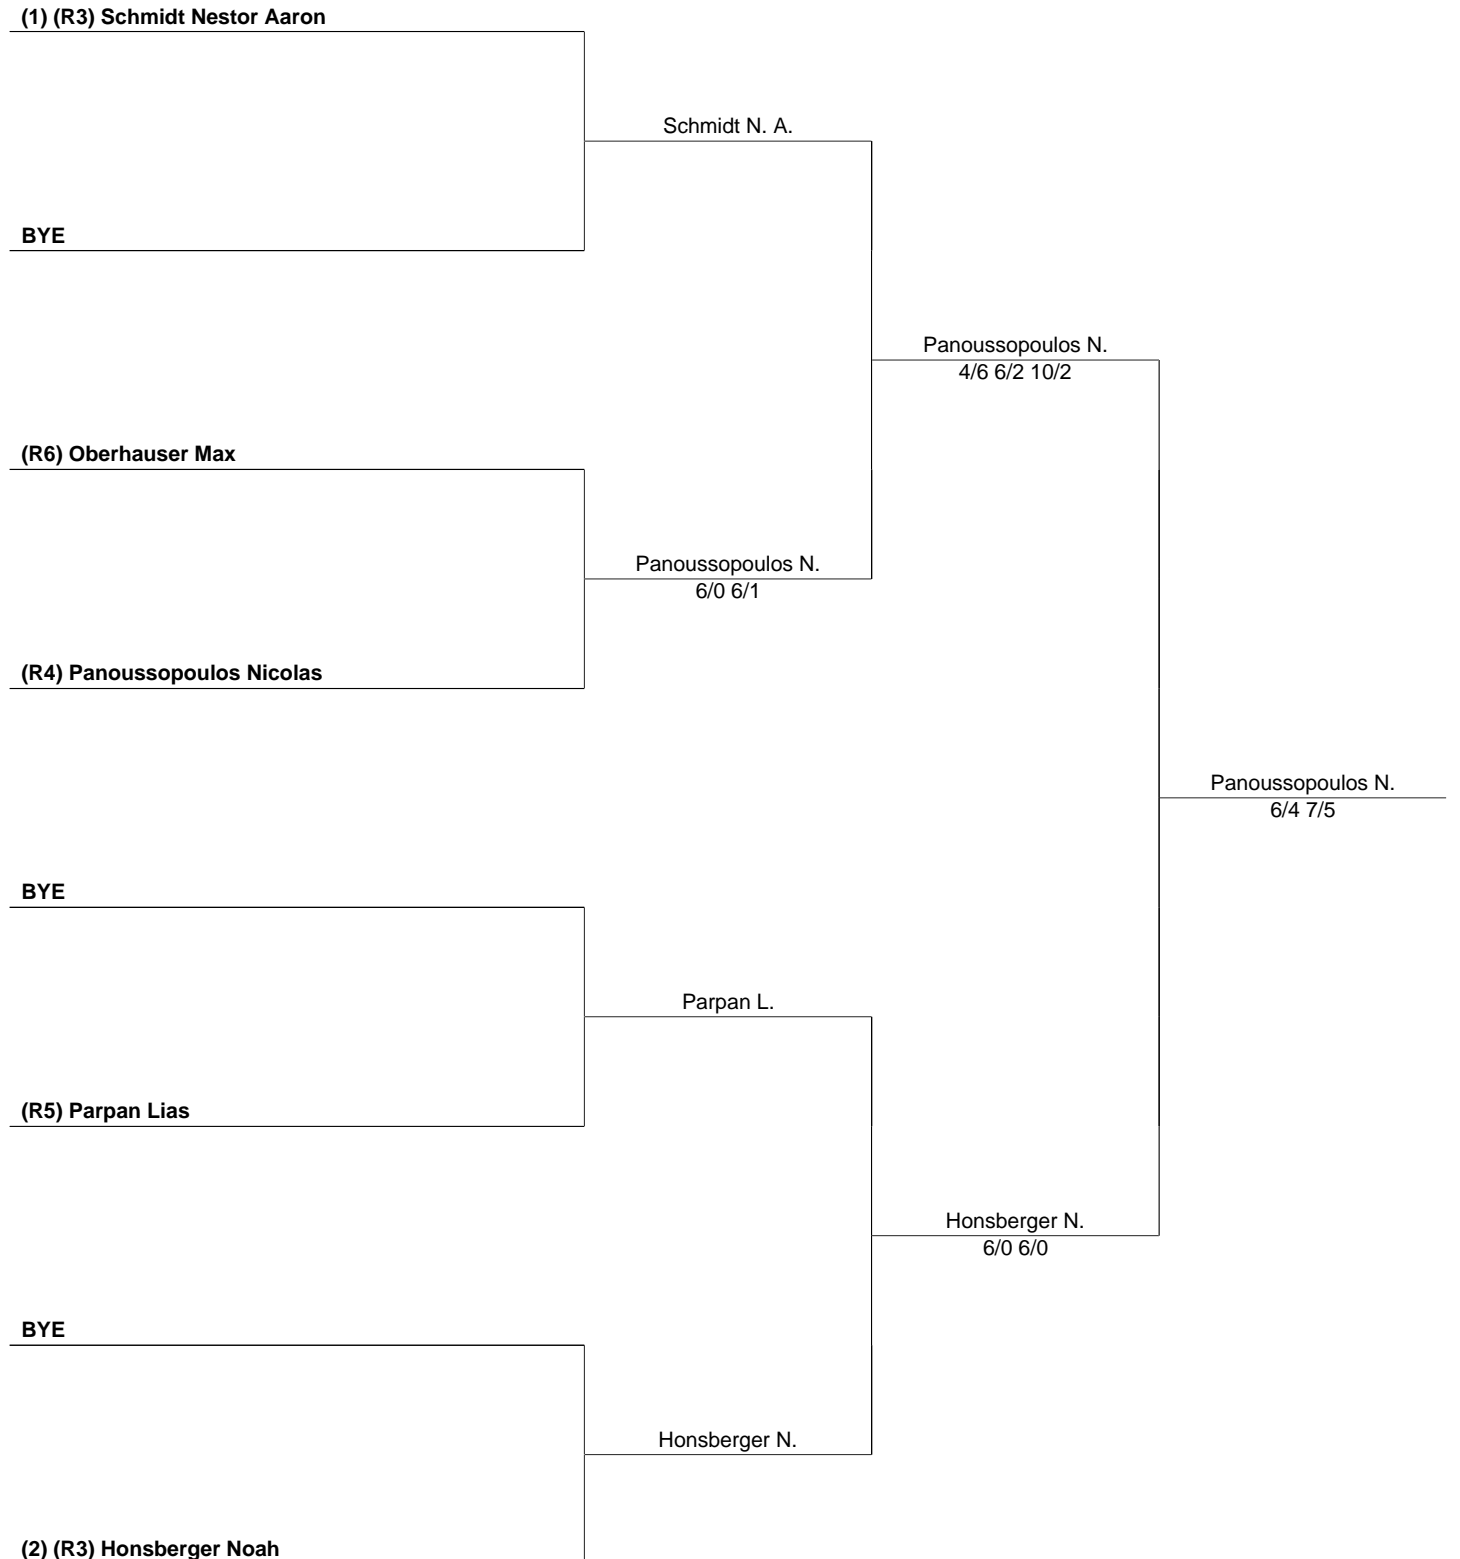 (1) (R3) Schmidt Nestor Aaron
Schmidt N. A.
BYE
Panoussopoulos N.
4/6 6/2 10/2
(R6) Oberhauser Max
Panoussopoulos N.
6/0 6/1
(R4) Panoussopoulos Nicolas
Panoussopoulos N.
6/4 7/5
BYE
Parpan L.
(R5) Parpan Lias
Honsberger N.
6/0 6/0
BYE
Honsberger N.
(2) (R3) Honsberger Noah